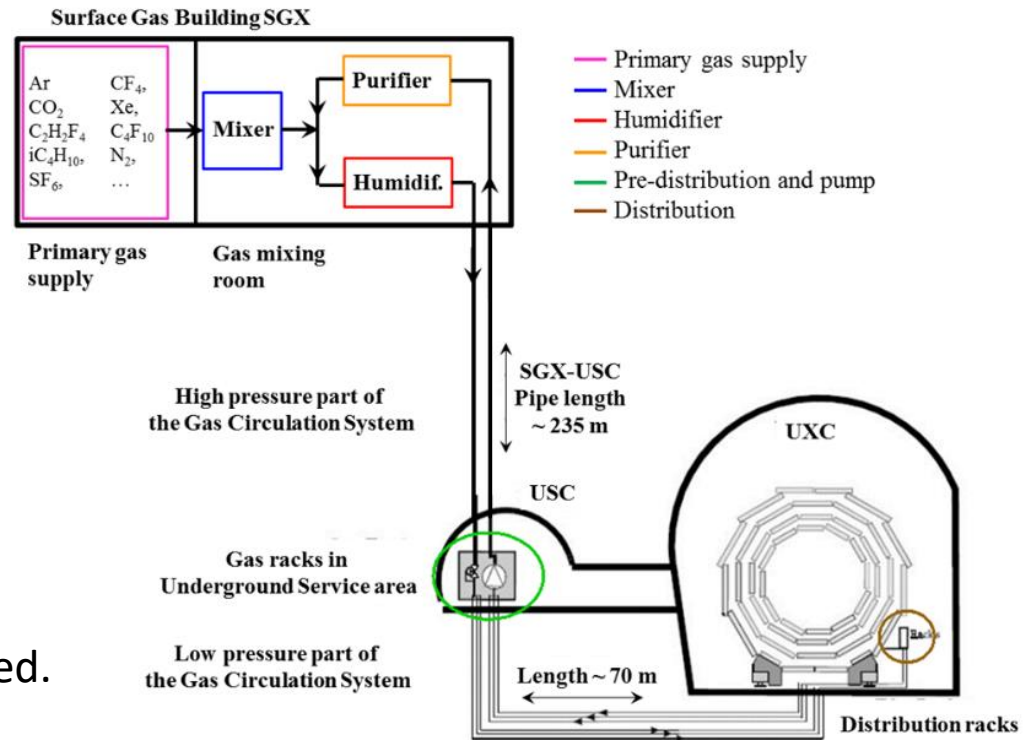 Surface Gas Building SGX
Ar CF₄,
CO₂ Xe,
C₂H₂F₄ C₄F₁₀
iC₄H₁₀, N₂,
SF₆, …
Mixer
Purifier
Humidif.
Primary gas
supply
Gas mixing
room
Primary gas supply
Mixer
Humidifier
Purifier
Pre-distribution and pump
Distribution
High pressure part of
the Gas Circulation System
SGX-USC
Pipe length
~ 235 m
USC
UXC
Gas racks in
Underground Service area
Racks
ed.
Low pressure part of
the Gas Circulation System
Length ~ 70 m
Distribution racks